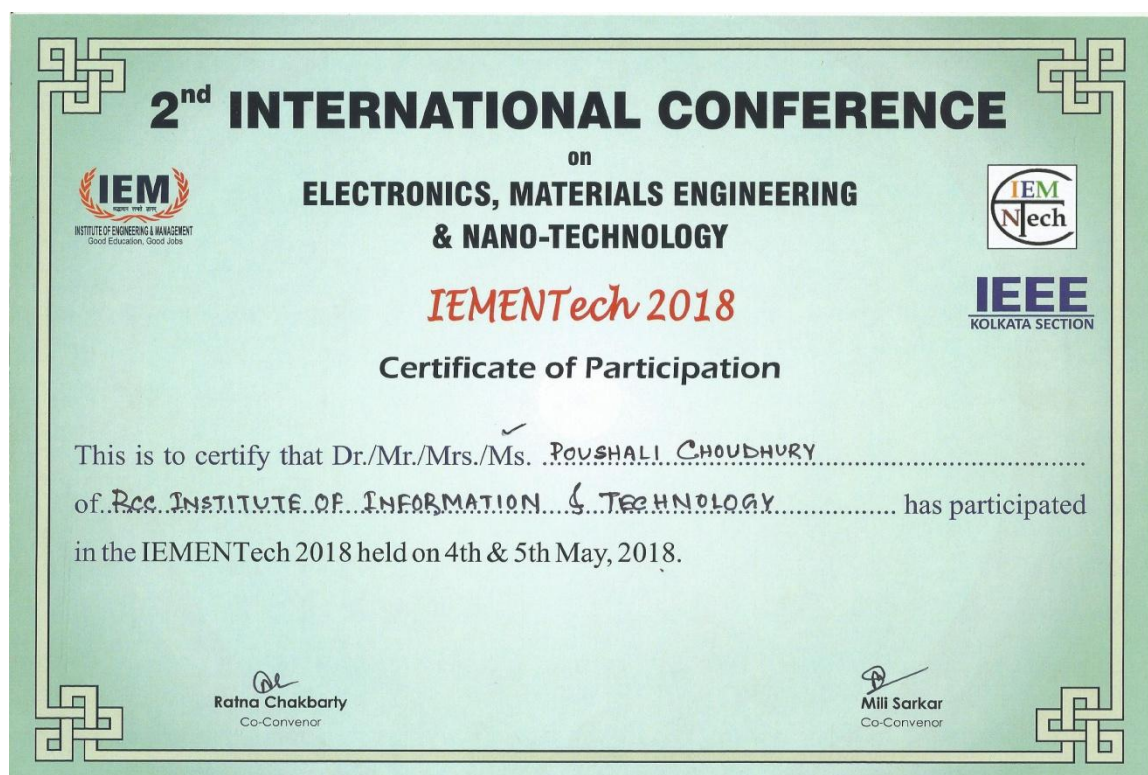 2nd INTERNATIONAL CONFERENCE
on
ELECTRONICS, MATERIALS ENGINEERING
& NANO-TECHNOLOGY
IEM
INSTITUTE OF ENGINEERING & MANAGEMENT
Good Education, Good Jobs
IEM
NTech
IEMENTech 2018
IEEE
KOLKATA SECTION
Certificate of Participation
This is to certify that Dr./Mr./Mrs./Ms. POUSHALI CHOUDHURY
of RCC INSTITUTE OF INFORMATION & TECHNOLOGY has participated
in the IEMENTech 2018 held on 4th & 5th May, 2018.
Ratna Chakbarty
Co-Convenor
Mili Sarkar
Co-Convenor